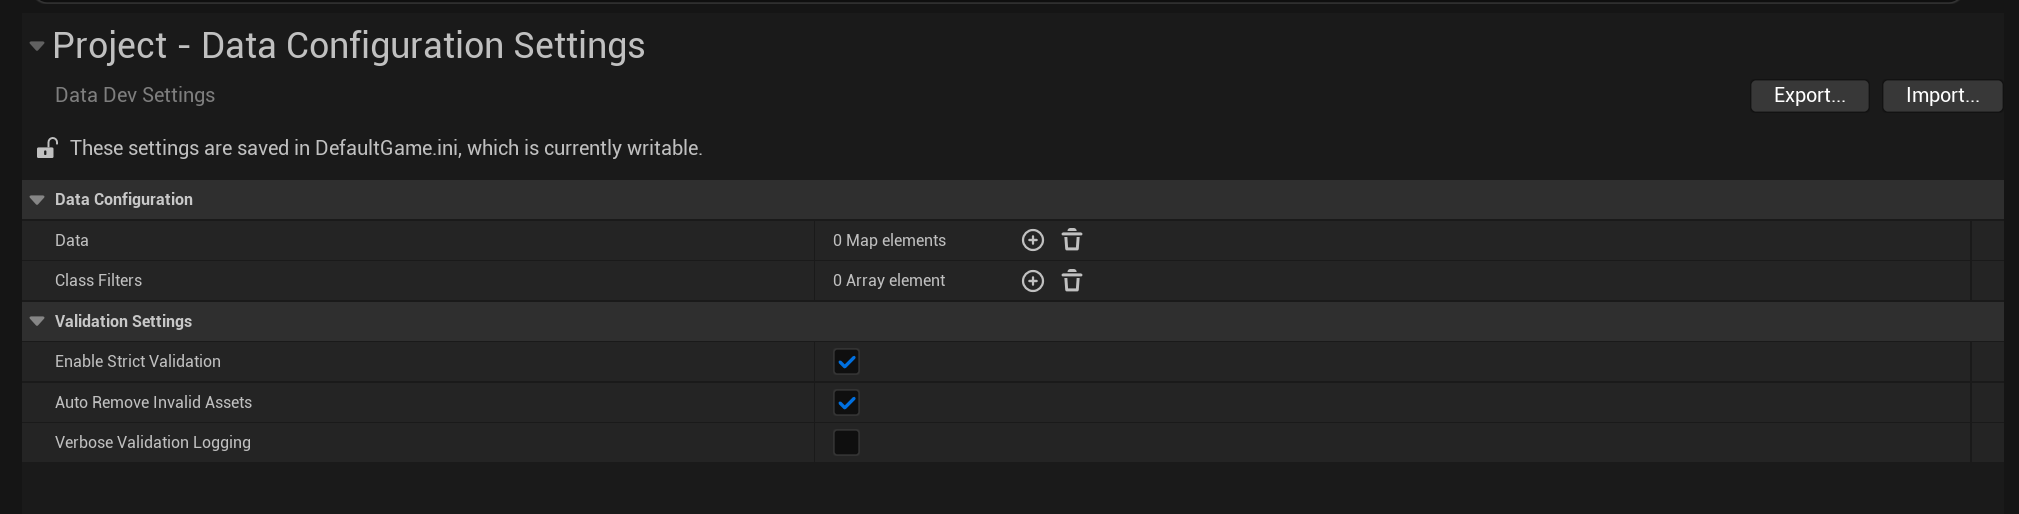 Project - Data Configuration Settings
Data Dev Settings
Export...
Import...
These settings are saved in DefaultGame.ini, which is currently writable.
Data Configuration
Data
0 Map elements
Class Filters
0 Array element
Validation Settings
Enable Strict Validation
Auto Remove Invalid Assets
Verbose Validation Logging